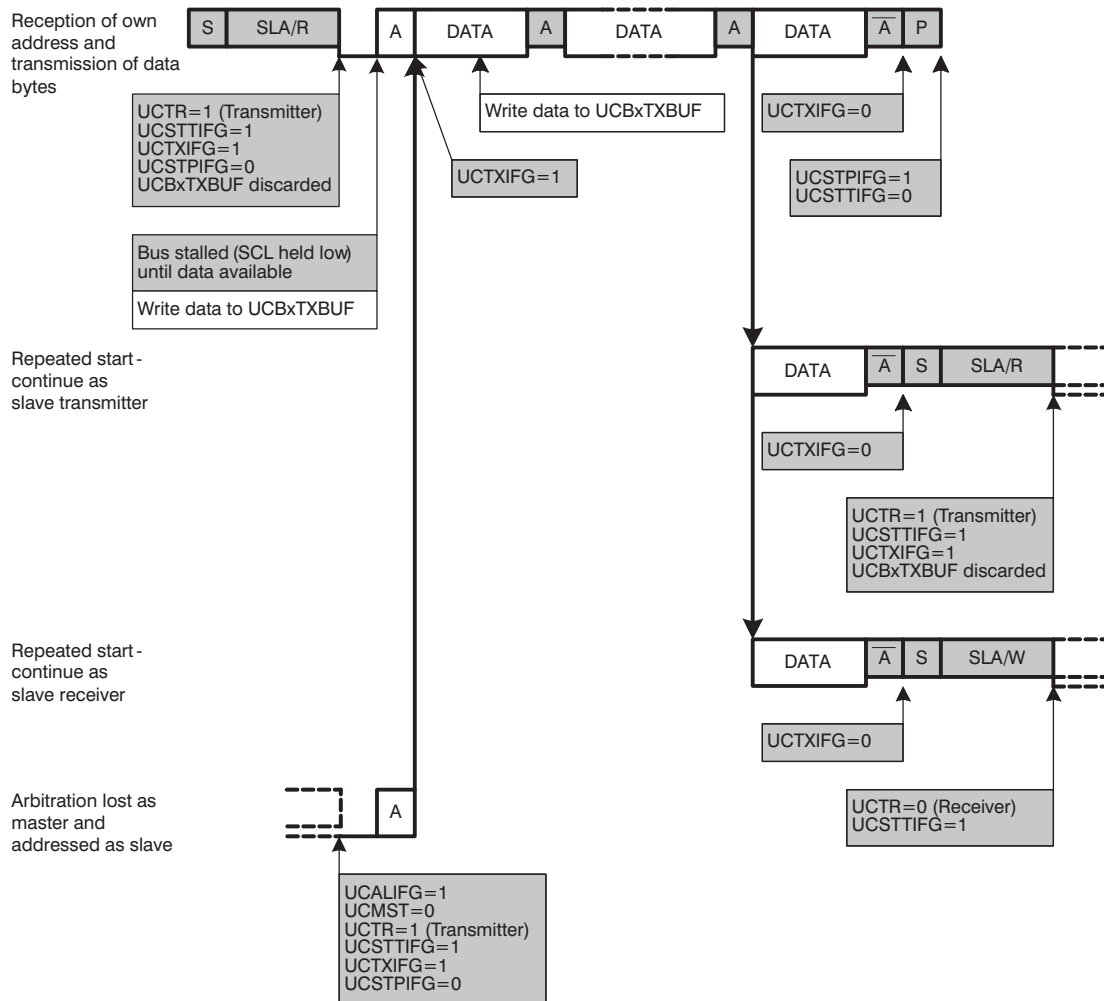 Reception of own
address and
transmission of data
bytes
S SLA/R A DATA A DATA A DATA A P
UCTR=1 (Transmitter)
UCSTTIFG=1
UCTXIFG=1
UCSTPIFG=0
UCBxTXBUF discarded
Write data to UCBxTXBUF
UCTXIFG=1
UCTXIFG=0
UCSTPIFG=1
UCSTTIFG=0
Bus stalled (SCL held low)
until data available
Write data to UCBxTXBUF
Repeated start-
continue as
slave transmitter
DATA A S SLA/R
UCTXIFG=0
UCTR=1 (Transmitter)
UCSTTIFG=1
UCTXIFG=1
UCBxTXBUF discarded
Repeated start-
continue as
slave receiver
DATA A S SLA/W
UCTXIFG=0
UCTR=0 (Receiver)
UCSTTIFG=1
Arbitration lost as
master and
addressed as slave
A
UCALIFG=1
UCMST=0
UCTR=1 (Transmitter)
UCSTTIFG=1
UCTXIFG=1
UCSTPIFG=0